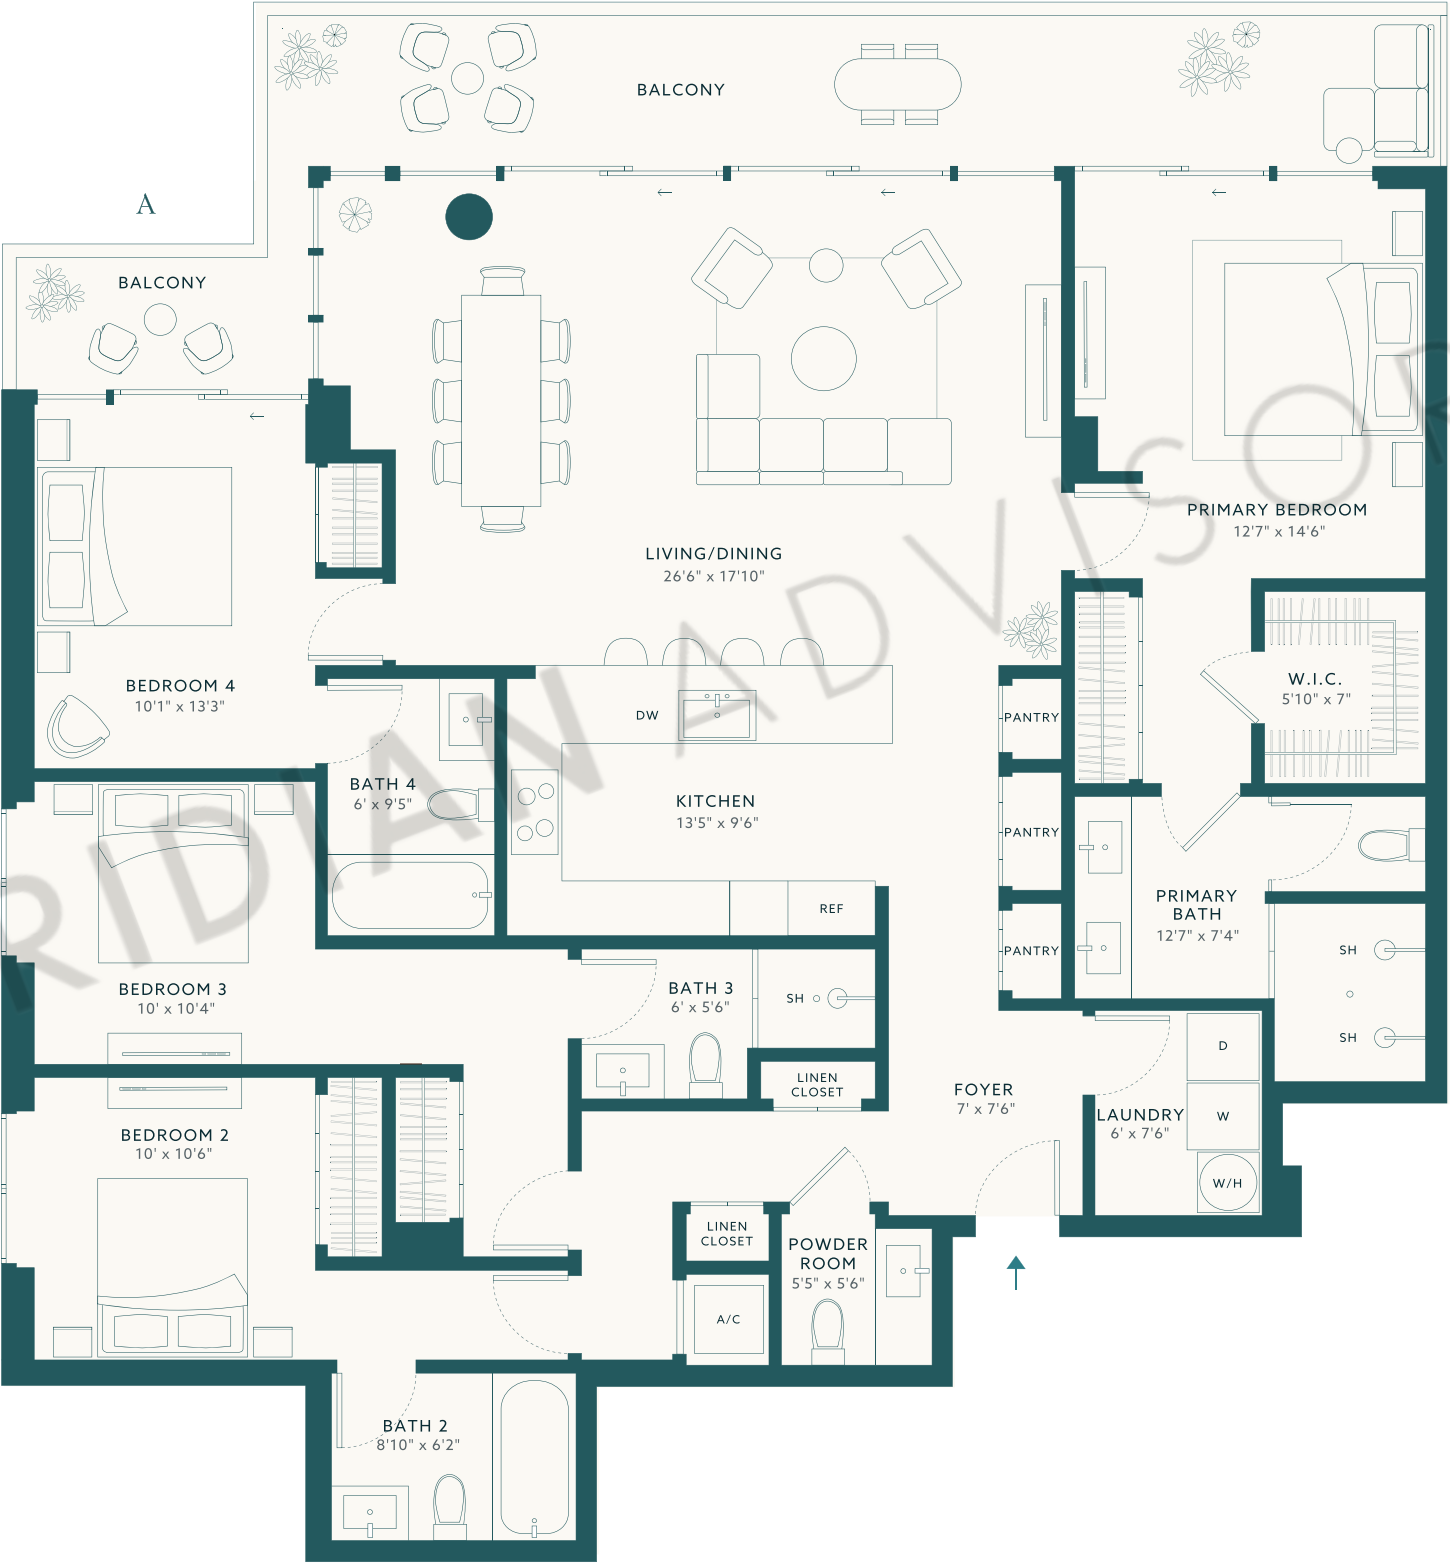 BALCONY
A
BALCONY
PRIMARY BEDROOM
12'7" x 14'6"
LIVING/DINING
26'6" x 17'10"
BEDROOM 4
10'1" x 13'3"
W.I.C.
5'10" x 7"
DW
PANTRY
BATH 4
6' x 9'5"
KITCHEN
13'5" x 9'6"
PANTRY
REF
PRIMARY
BATH
12'7" x 7'4"
PANTRY
SH
SH
BEDROOM 3
10' x 10'4"
BATH 3
6' x 5'6"
SH
LINEN
CLOSET
FOYER
7' x 7'6"
D
W
LAUNDRY
6' x 7'6"
W/H
BEDROOM 2
10' x 10'6"
LINEN
CLOSET
POWDER
ROOM
5'5" x 5'6"
A/C
BATH 2
8'10" x 6'2"
RIDIAN ADVISOR